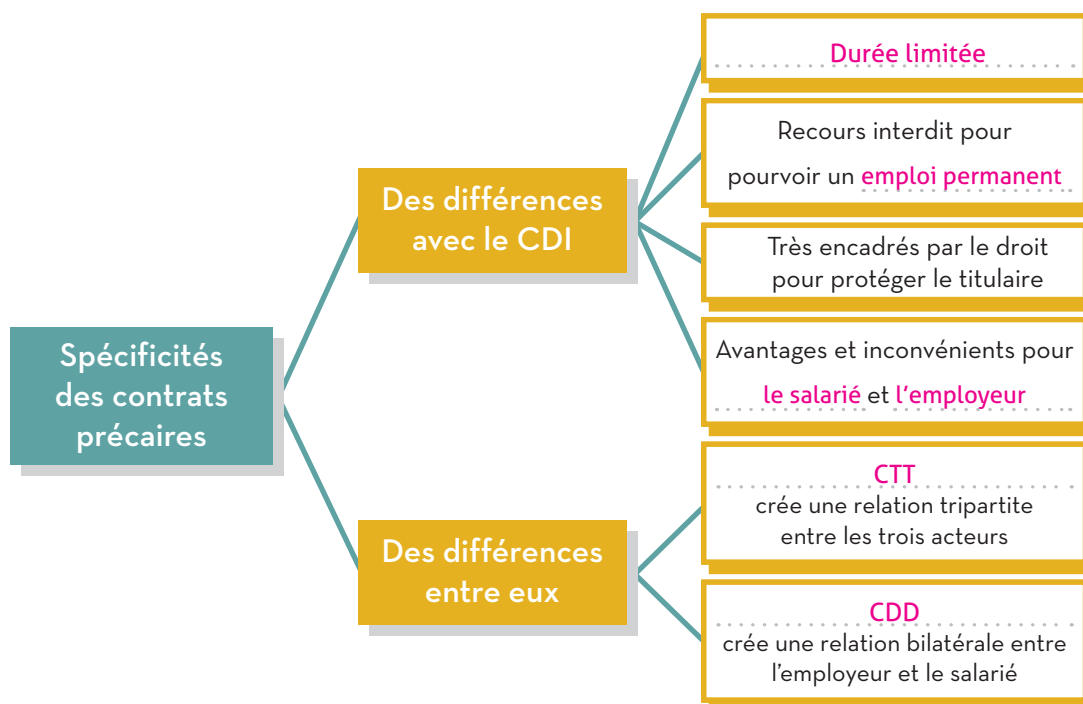 Spécificités
des contrats
précaires
Des différences
avec le CDI
Durée limitée
Recours interdit pour
pourvoir un emploi permanent
Très encadrés par le droit
pour protéger le titulaire
Avantages et inconvénients pour
le salarié et l'employeur
Des différences
entre eux
CTT
crée une relation tripartite
entre les trois acteurs
CDD
crée une relation bilatérale entre
l'employeur et le salarié